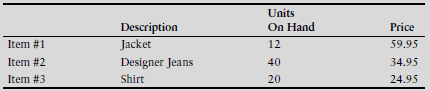 Units
Description On Hand Price
Item #1 Jacket 12 59.95
Item #2 Designer Jeans 40 34.95
Item #3 Shirt 20 24.95